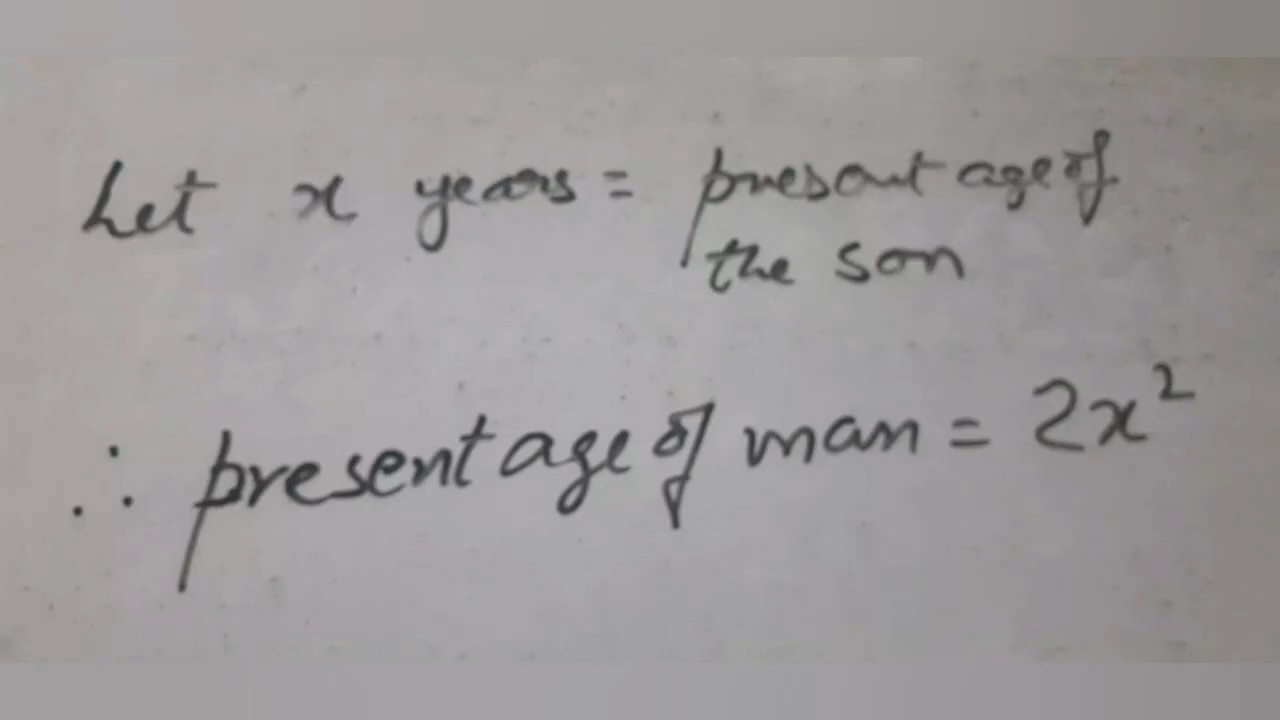 Let x years = present age of
the son
∴ present age of man = 2x²